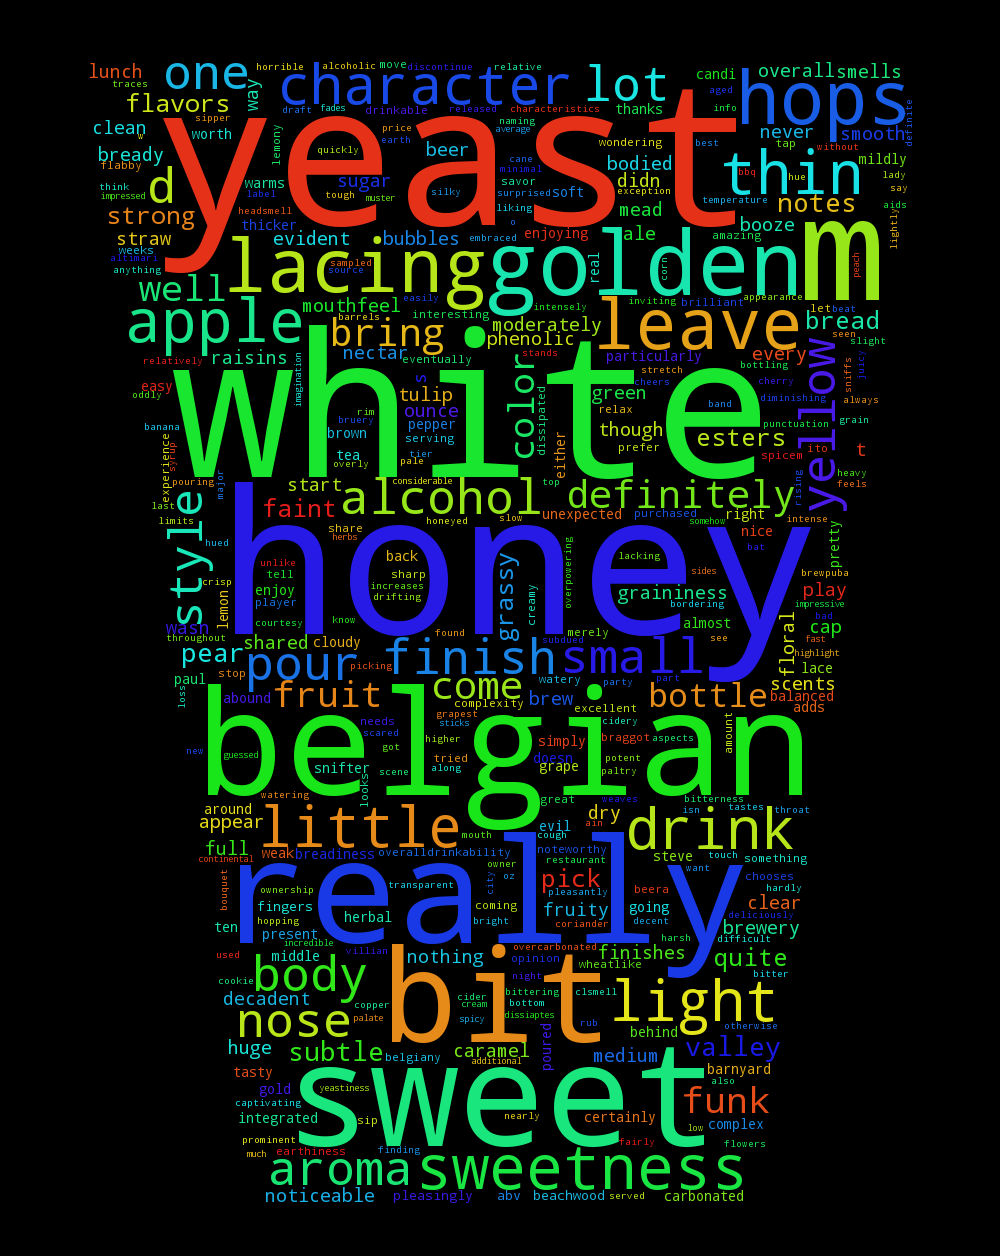 lunch one horrible alcoholic move discontinue relative candi overall smells
traces flavors way character lot thanks hops aged
sipper draft fades drinkable released characteristics info definite
clean w worth lemony price naming wondering never tap smooth
bready yeast earth average best without
flabby quickly beer cane minimal bodied thin bbq hue mildly
think warms sugar silky savor surprised soft didn exception lady
impressed d label tough muster liking temperature say aids
strong headsmell thicker o enjoying mead notes lightly
straw evident bubbles embraced ale amazing booze m
weeks altimari sampled lacing golden real corn peach
anything source
well mouthfeel easily interesting intensely inviting brilliant appearance let beat
apple barrels bring moderately leave bread
relatively raisins nectar phenolic particularly every seen slight
easy imagination eventually stands stretch bottling sniffs juicy
oddly white s tulip color green cheers cherry yellow always
rim ounce dissipated relax band diminishing
banana bruery pepper though punctuation grain
brown serving either prefer esters
experience syrup tea tier spicem ito t
pouring overly pale considerable top rising heavy feels
last major start alcohol definitely
limits style faint honeyed slow unexpected purchased right intense
share herbs somehow nice pretty
hued honey back grassy overpowering lacking bat
crisp unlike tell sharp sides brewpuba
lemon enjoy increases creamy graininess play
player drifting bordering impressive
wash courtesy know merely almost floral bad cap
throughout shared cloudy found subdued see fast
pear pour finish small highlight lace
paul stop picking watery party part scents
loss abound fruit come brew bottle balanced adds
complexity excellent
needs grapest sticks cidery amount
new scared higher simply braggot aspects
guessed belgian got tried doesn potent
snifter looks scene along grape paltry
watering great weaves bitterness
around little mouth evil ain dry isn tastes throat
appear cough drink
full weak breadiness overalldrinkability noteworthy steve touch something
continental owner restaurant want
bouquet really transparent city oz pick beera chooses hardly
ownership pleasantly
fingers herbal coming fruity going clear
ten hopping bright coriander decent deliciously brewery
present incredible harsh difficult
used middle villian nothing overcarbonated opinion finishes quite
cookie body bit night wheatlike bitter
decadent copper cider cream bittering clsmell light
nose palate spicy bottom dissiaptes rub otherwise
huge subtle belgiany caramel poured behind medium valley
tasty additional barnyard
gold yeastiness sweet also
captivating funk
integrated sip nearly certainly low complex
prominent fairly flowers
much earthiness finding
aroma sweetness
noticeable pleasingly abv beachwood served carbonated